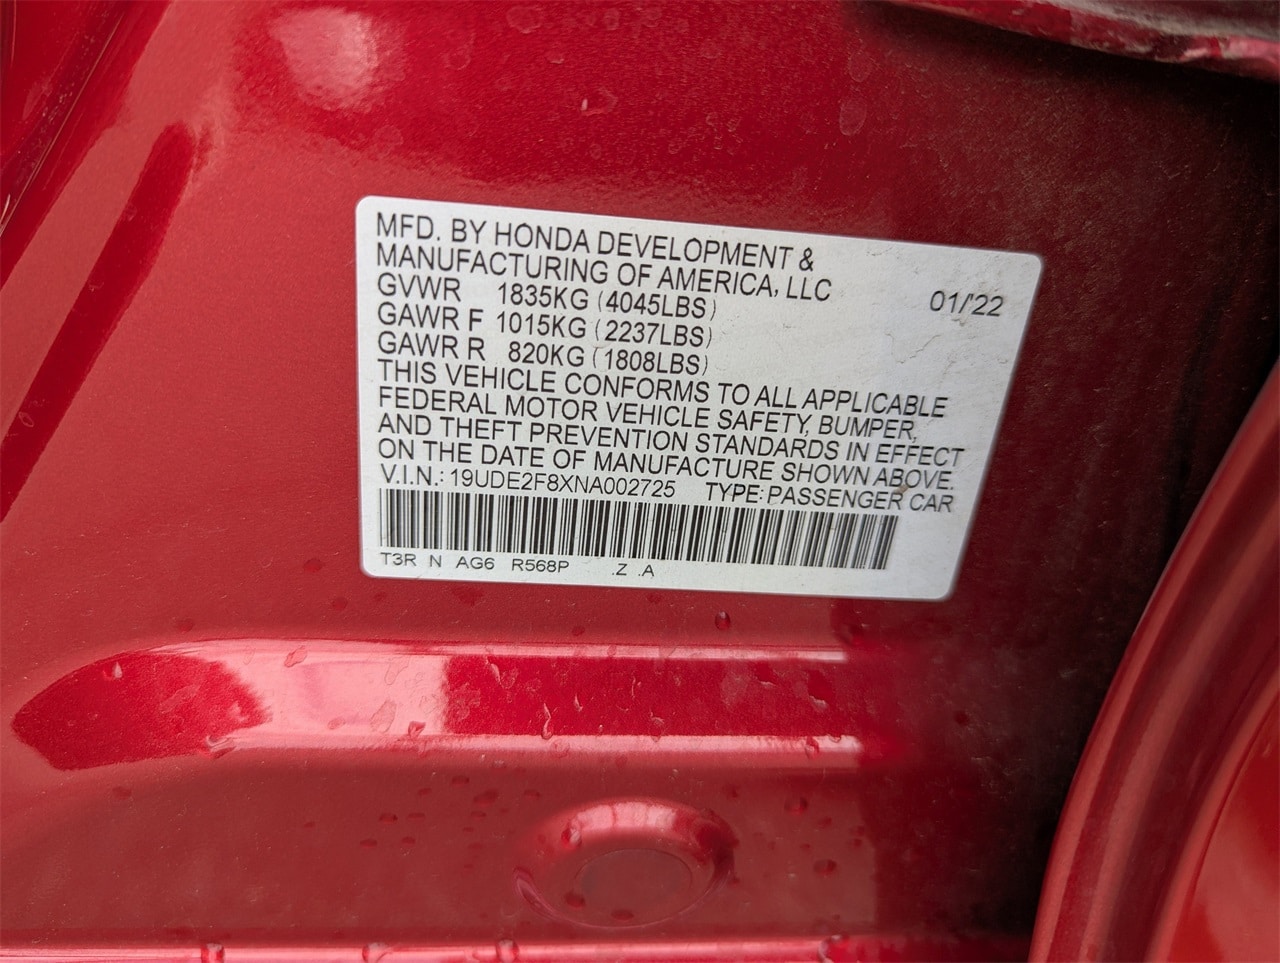 MFD. BY HONDA DEVELOPMENT &
MANUFACTURING OF AMERICA, LLC
GVWR 1835KG (4045LBS) 01/'22
GAWR F 1015KG (2237LBS)
GAWR R 820KG (1808LBS)
THIS VEHICLE CONFORMS TO ALL APPLICABLE
FEDERAL MOTOR VEHICLE SAFETY, BUMPER,
AND THEFT PREVENTION STANDARDS IN EFFECT
ON THE DATE OF MANUFACTURE SHOWN ABOVE.
V.I.N.: 19UDE2F8XNA002725 TYPE: PASSENGER CAR
T3R N AG6 R568P .Z .A